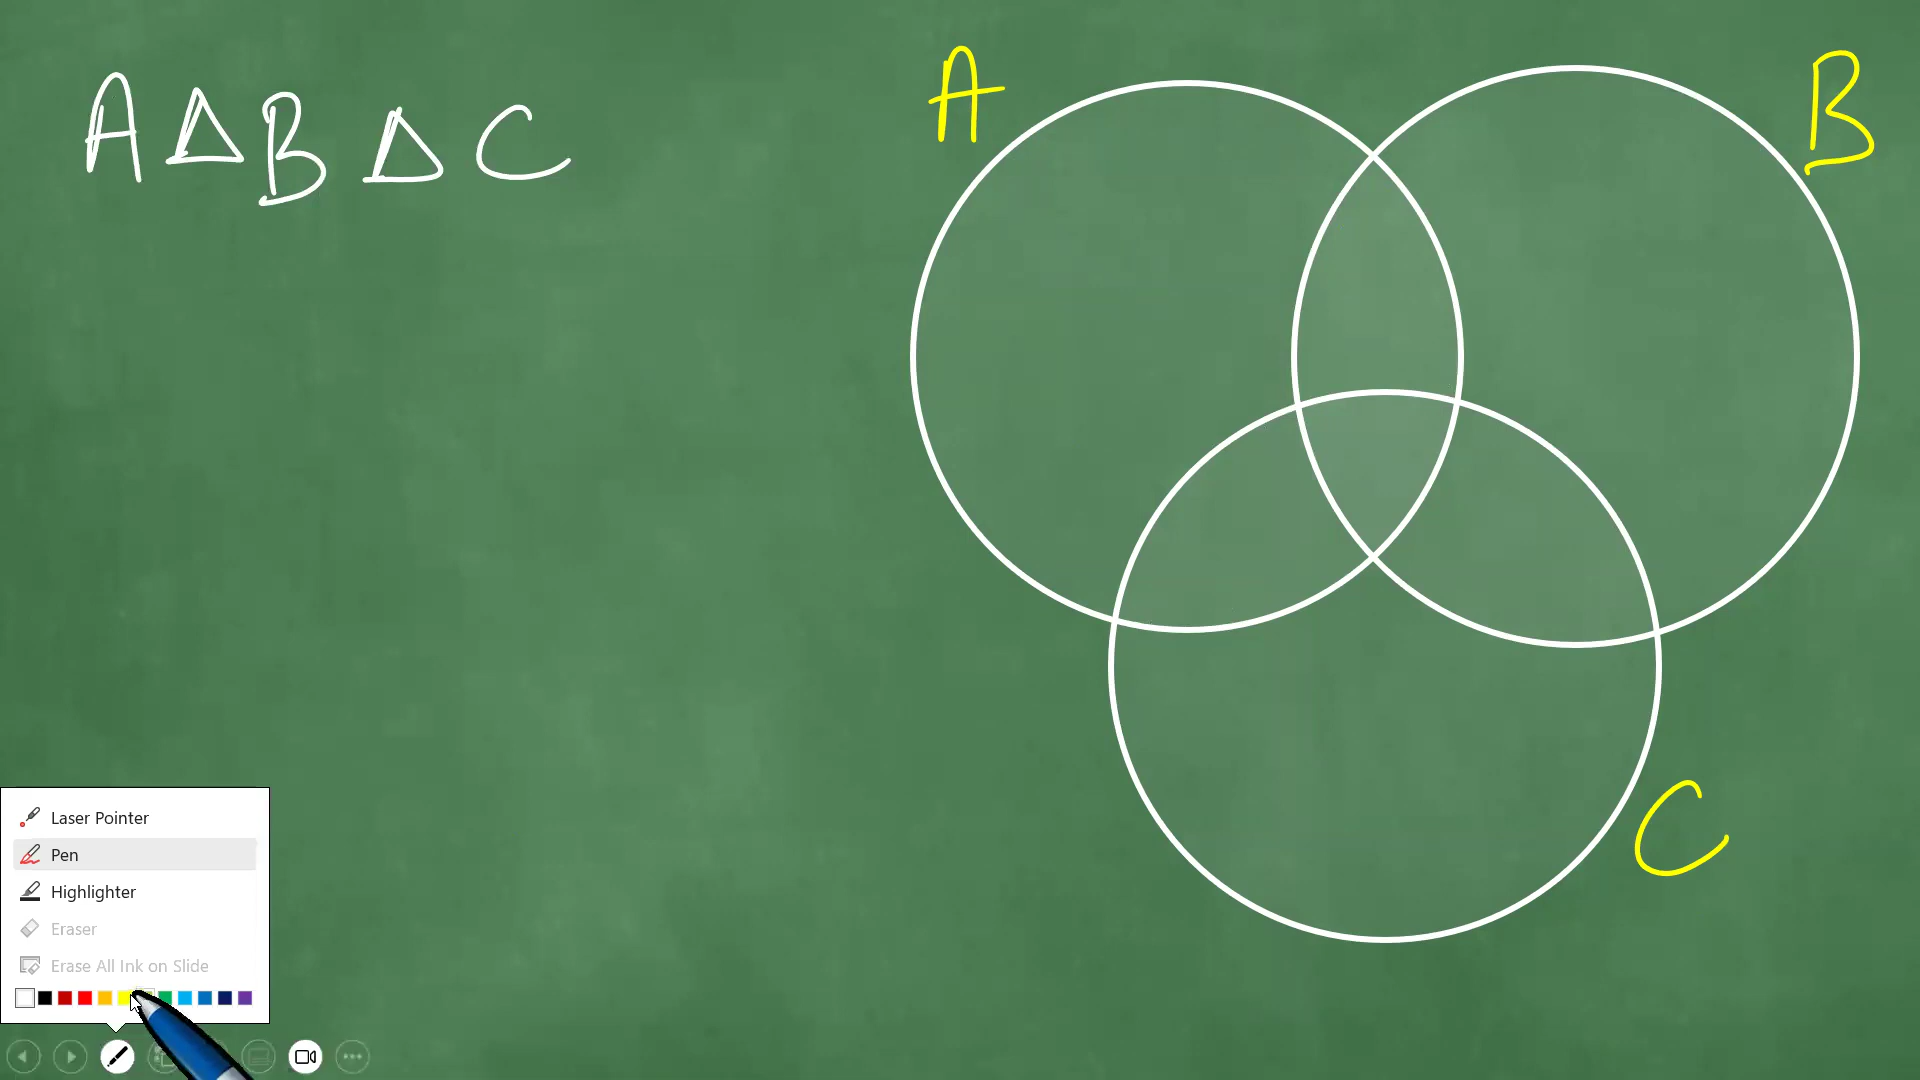 A Δ B Δ C
A
B
C
Laser Pointer
Pen
Highlighter
Eraser
Erase All Ink on Slide